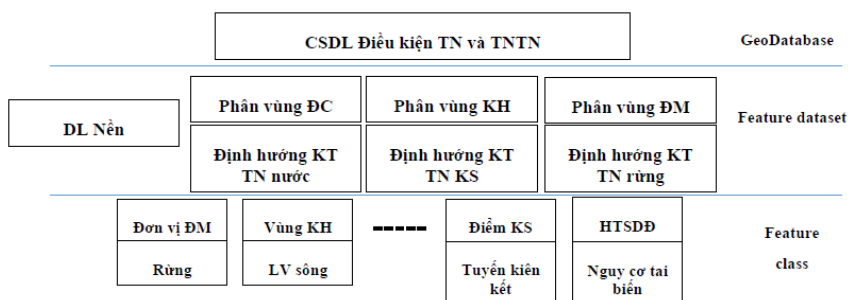 CSDL Điều kiện TN và TNTN
GeoDatabase
Phân vùng ĐC
Phân vùng KH
Phân vùng ĐM
Feature dataset
DL Nền
Định hướng KT
TN nước
Định hướng KT
TN KS
Định hướng KT
TN rừng
Đơn vị ĐM
Vùng KH
Điểm KS
HTSDĐ
Feature
class
Rừng
LV sông
Tuyến kiên
kết
Nguy cơ tai
biến